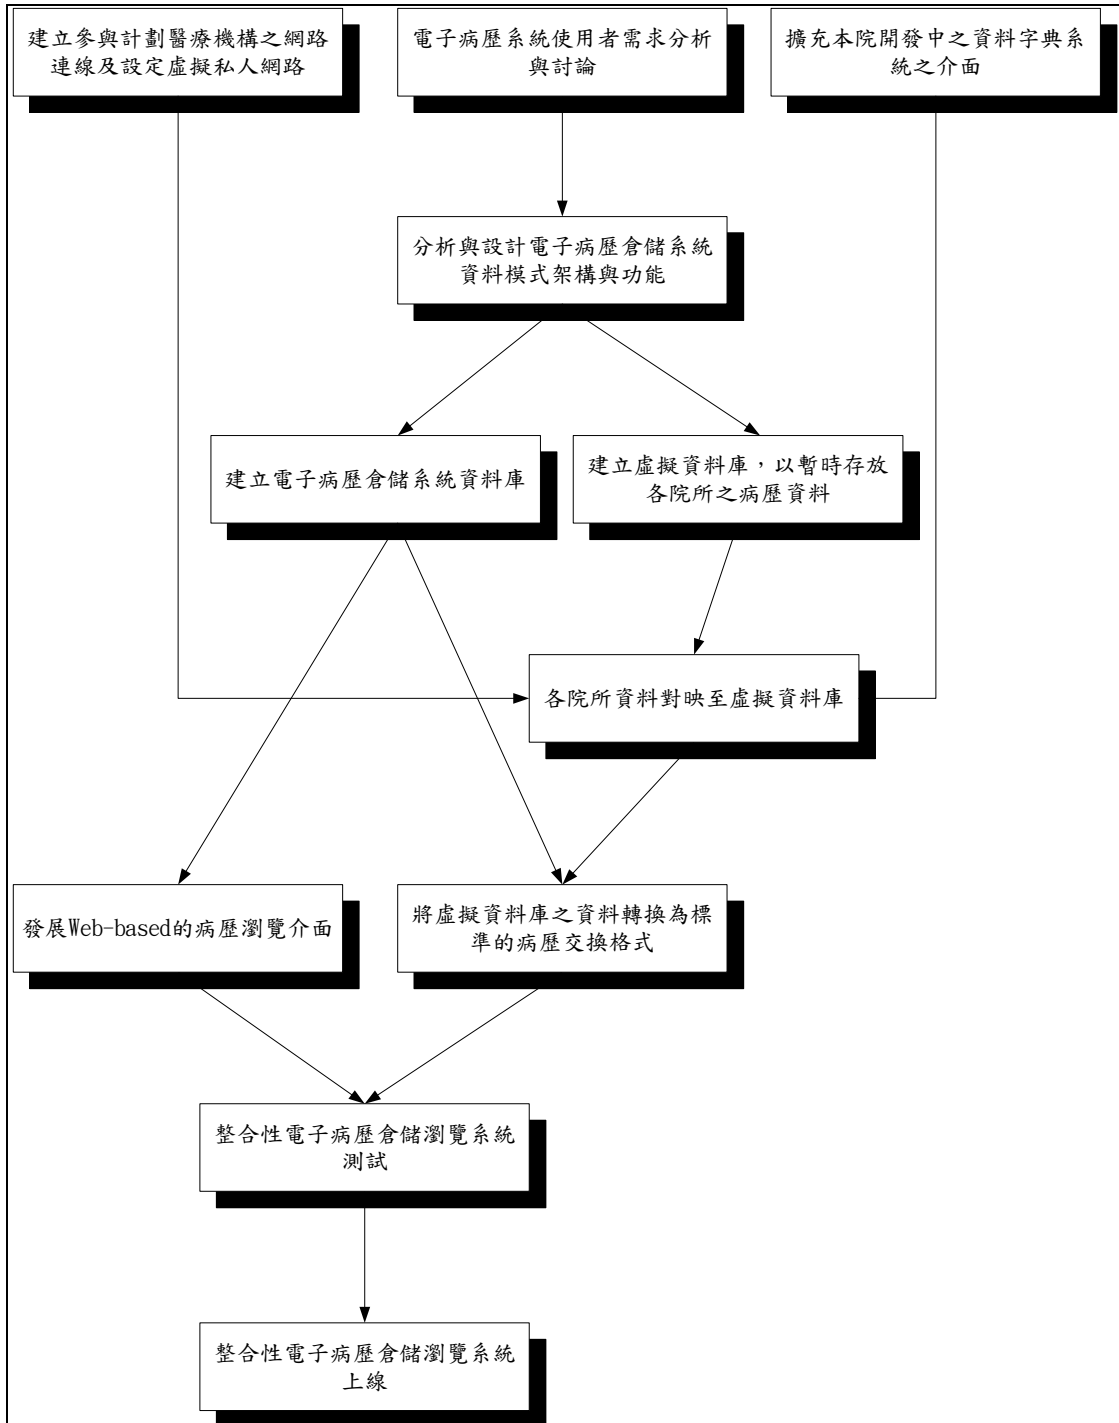 建立參與計劃醫療機構之網路
連線及設定虛擬私人網路
電子病歷系統使用者需求分析
與討論
擴充本院開發中之資料字典系
統之介面
分析與設計電子病歷倉儲系統
資料模式架構與功能
建立電子病歷倉儲系統資料庫
建立虛擬資料庫，以暫時存放
各院所之病歷資料
各院所資料對映至虛擬資料庫
發展Web-based的病歷瀏覽介面
將虛擬資料庫之資料轉換為標
準的病歷交換格式
整合性電子病歷倉儲瀏覽系統
測試
整合性電子病歷倉儲瀏覽系統
上線